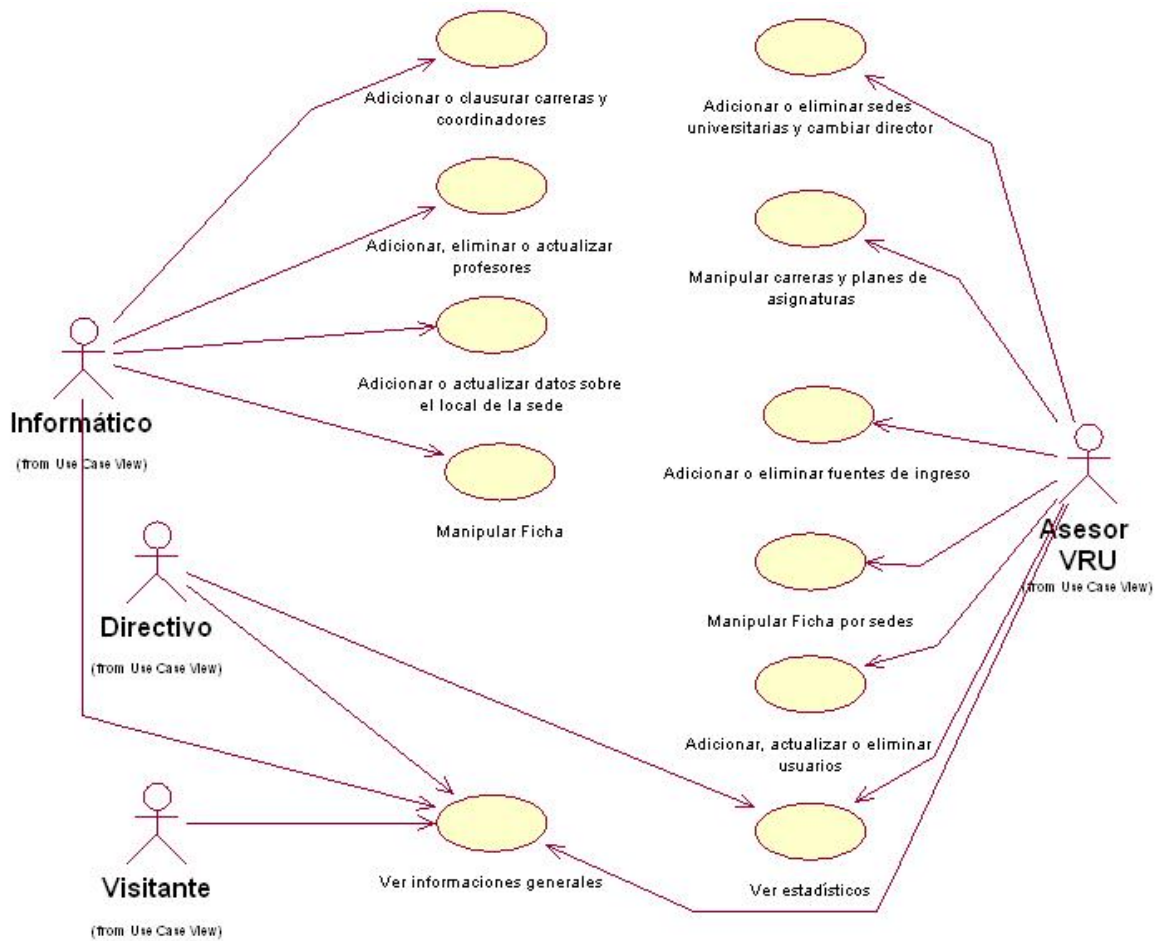 Adicionar o clausurar carreras y
coordinadores
Adicionar o eliminar sedes
universitarias y cambiar director
Adicionar, eliminar o actualizar
profesores
Manipular carreras y planes de
asignaturas
Informático
(from Use Case View)
Adicionar o actualizar datos sobre
el local de la sede
Adicionar o eliminar fuentes de ingreso
Manipular Ficha
Asesor
VRU
(from Use Case View)
Directivo
(from Use Case View)
Manipular Ficha por sedes
Adicionar, actualizar o eliminar
usuarios
Visitante
(from Use Case View)
Ver informaciones generales
Ver estadísticos